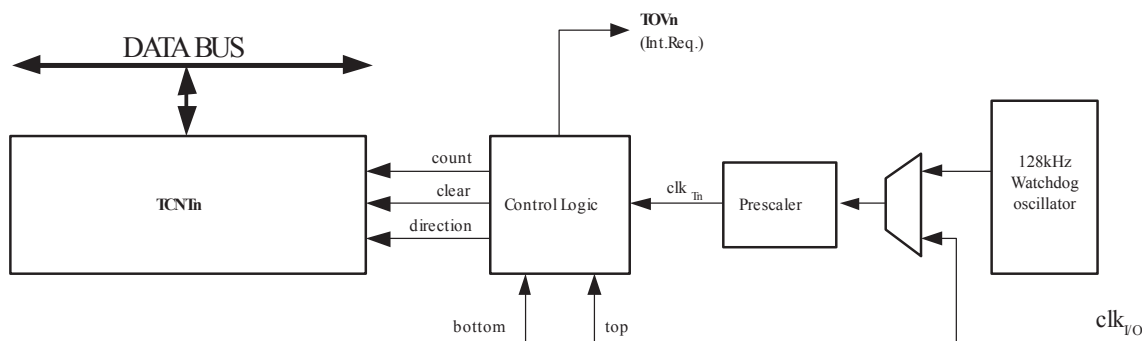 TOVn
(Int.Req.)
DATA BUS
TCNTn
count
clear
direction
Control Logic
clk Tn
Prescaler
128kHz
Watchdog
oscillator
bottom
top
clk I/O